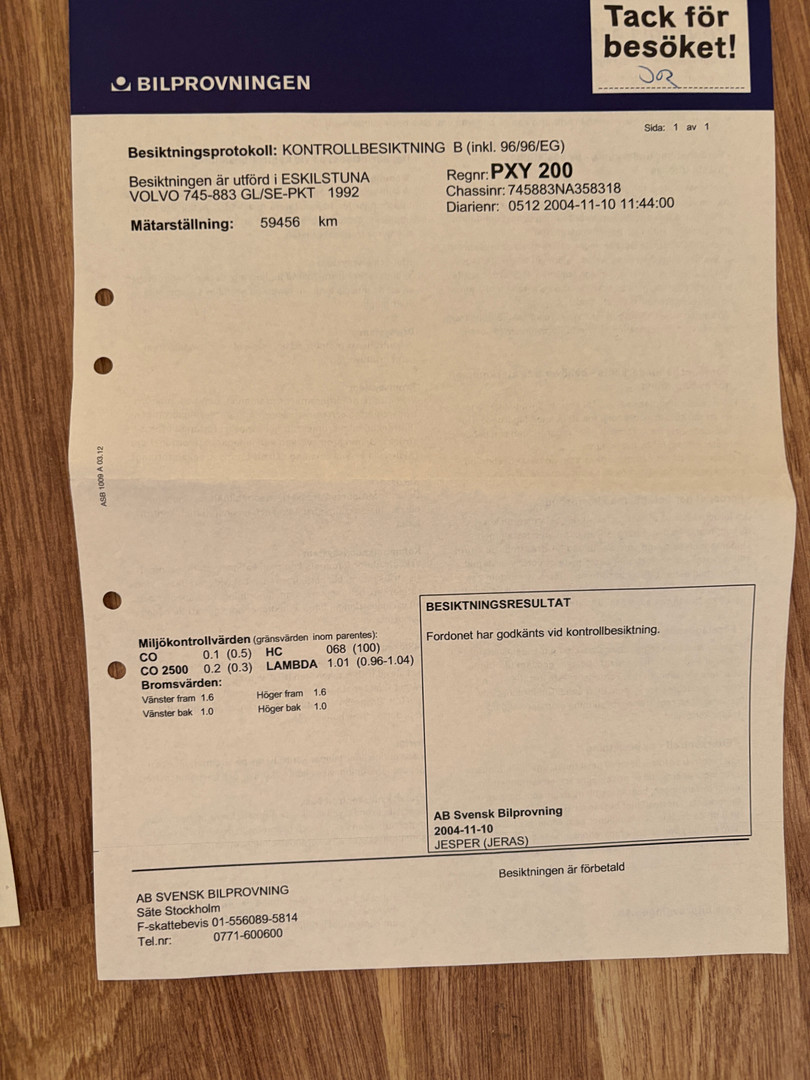 Tack för
besöket!
JR
BILPROVNINGEN
Sida: 1 av 1
Besiktningsprotokoll: KONTROLLBESIKTNING B (inkl. 96/96/EG)
Besiktningen är utförd i ESKILSTUNA
VOLVO 745-883 GL/SE-PKT 1992
Regnr: PXY 200
Chassinr: 745883NA358318
Diarienr: 0512 2004-11-10 11:44:00
Mätarställning: 59456 km
ASB 1009 A 03.12
Miljökontrollvärden (gränsvärden inom parentes):
CO 0.1 (0.5) HC 068 (100)
CO 2500 0.2 (0.3) LAMBDA 1.01 (0.96-1.04)
Bromsvärden:
Vänster fram 1.6 Höger fram 1.6
Vänster bak 1.0 Höger bak 1.0
BESIKTNINGSRESULTAT
Fordonet har godkänts vid kontrollbesiktning.
AB Svensk Bilprovning
2004-11-10
JESPER (JERAS)
Besiktningen är förbetald
AB SVENSK BILPROVNING
Säte Stockholm
F-skattebevis 01-556089-5814
Tel.nr: 0771-600600